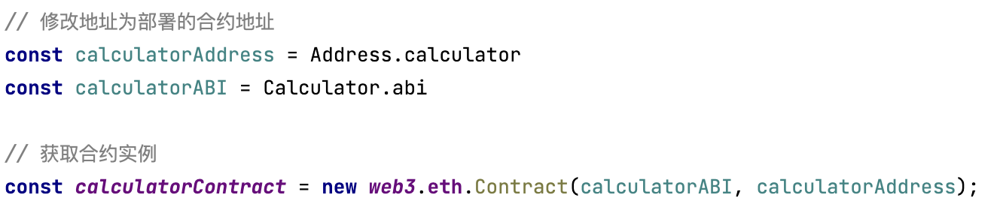 // 修改地址为部署的合约地址
const calculatorAddress = Address.calculator
const calculatorABI = Calculator.abi
// 获取合约实例
const calculatorContract = new web3.eth.Contract(calculatorABI, calculatorAddress);